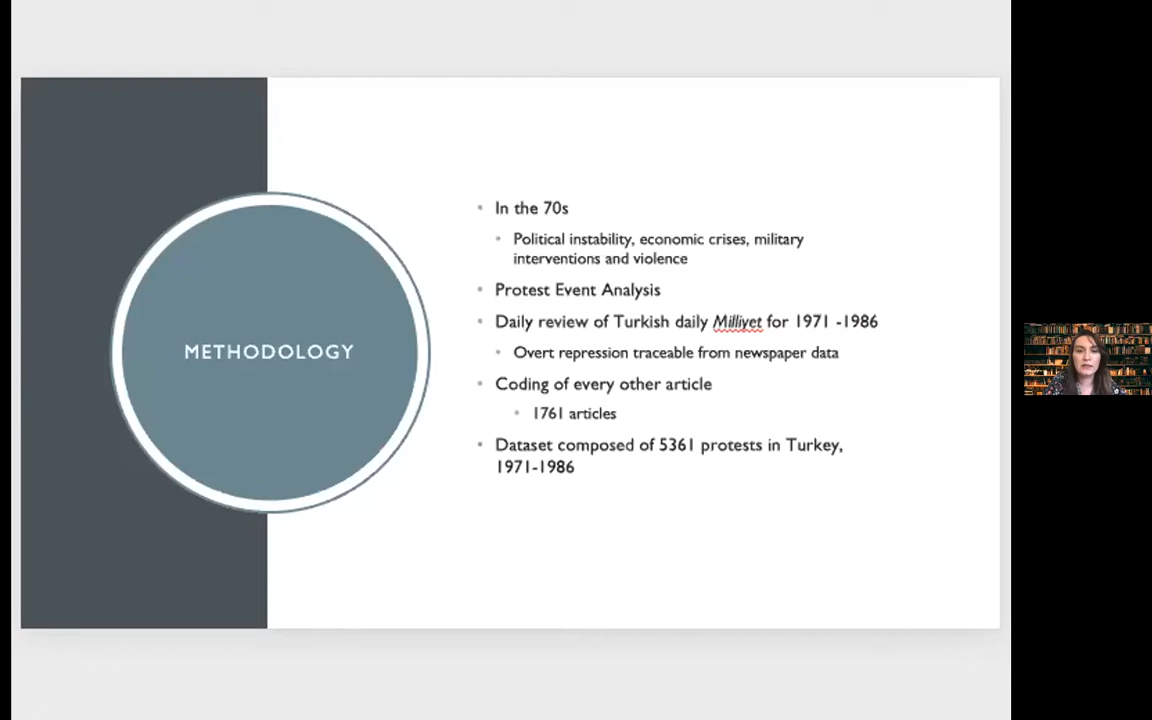 METHODOLOGY
In the 70s
Political instability, economic crises, military
interventions and violence
Protest Event Analysis
Daily review of Turkish daily Milliyet for 1971 -1986
Overt repression traceable from newspaper data
Coding of every other article
1761 articles
Dataset composed of 5361 protests in Turkey,
1971-1986